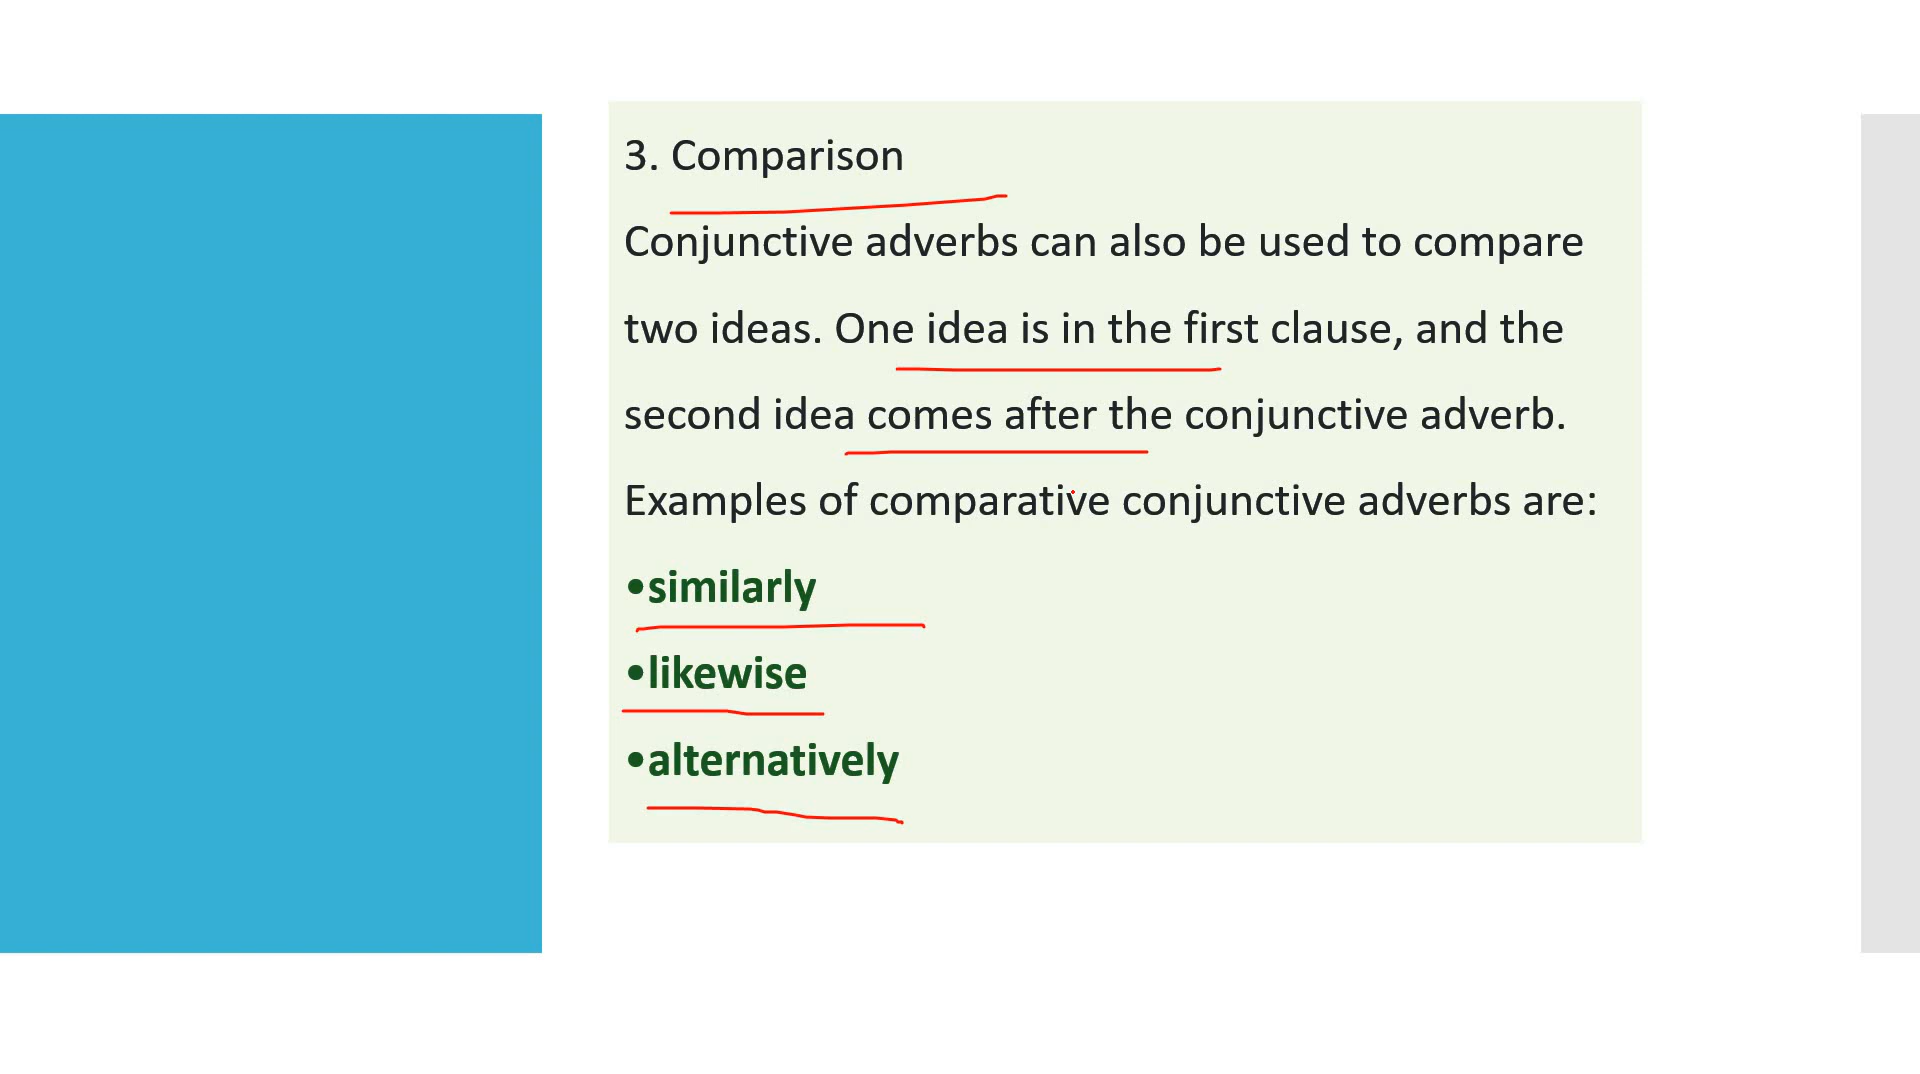 3. Comparison
Conjunctive adverbs can also be used to compare
two ideas. One idea is in the first clause, and the
second idea comes after the conjunctive adverb.
Examples of comparative conjunctive adverbs are:
•similarly
•likewise
•alternatively